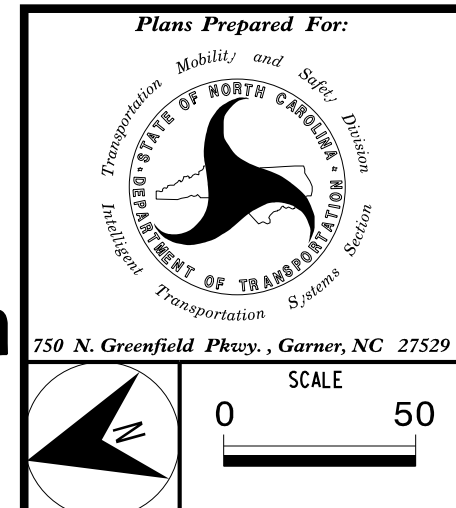 Plans Prepared For:
Transportation Mobility and Safety Division
STATE OF NORTH CAROLINA
DEPARTMENT OF TRANSPORTATION
Intelligent Transportation Systems Section
750 N. Greenfield Pkwy. , Garner, NC 27529
N
SCALE
0 50